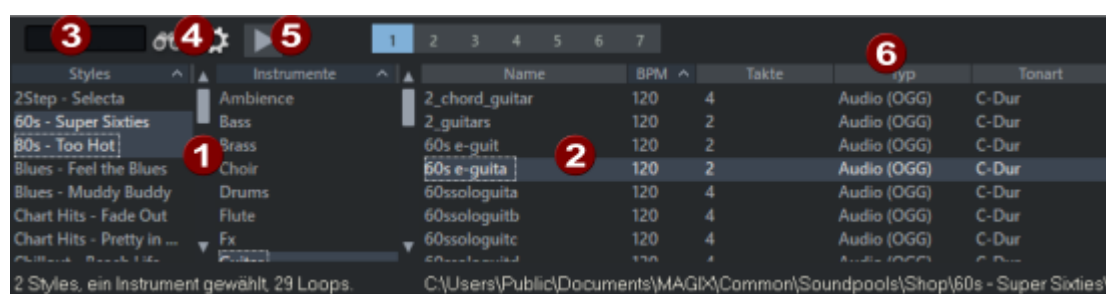 3 4 5 1 2 3 4 5 6 7 6
Styles Instrumente Name BPM Takte Typ Tonart
2Step - Selecta Ambience 2_chord_guitar 120 4 Audio (OGG) C-Dur
60s - Super Sixties Bass 2_guitars 120 2 Audio (OGG) C-Dur
80s - Too Hot 1 Brass 60s e-guit 2 120 2 Audio (OGG) C-Dur
Blues - Feel the Blues Choir 60s e-guita 120 2 Audio (OGG) C-Dur
Blues - Muddy Buddy Drums 60ssologuita 120 4 Audio (OGG) C-Dur
Chart Hits - Fade Out Flute 60ssologuitb 120 4 Audio (OGG) C-Dur
Chart Hits - Pretty in ... Fx 60ssologuitc 120 4 Audio (OGG) C-Dur
2 Styles, ein Instrument gewählt, 29 Loops. C:\Users\Public\Documents\MAGIX\Common\Soundpools\Shop\60s - Super Sixties\